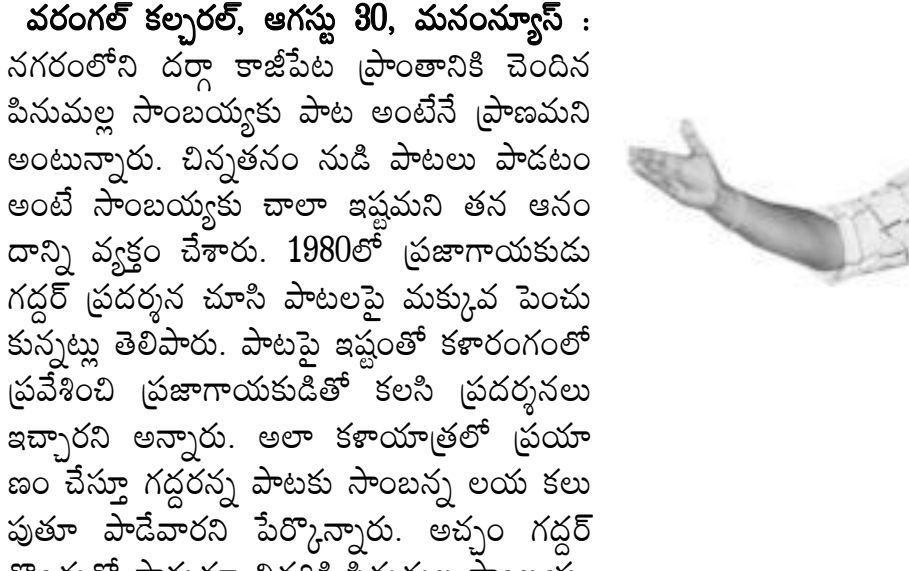 వరంగల్ కల్చరల్, ఆగస్టు 30, మనంన్యూస్ :
నగరంలోని దర్గా కాజీపేట ప్రాంతానికి చెందిన
పినుమల్ల సాంబయ్యకు పాట అంటేనే ప్రాణమని
అంటున్నారు. చిన్నతనం నుడి పాటలు పాడటం
అంటే సాంబయ్యకు చాలా ఇష్టమని తన ఆనం
దాన్ని వ్యక్తం చేశారు. 1980లో ప్రజాగాయకుడు
గద్దర్ ప్రదర్శన చూసి పాటలపై మక్కువ పెంచు
కున్నట్లు తెలిపారు. పాటపై ఇష్టంతో కళారంగంలో
ప్రవేశించి ప్రజాగాయకుడితో కలసి ప్రదర్శనలు
ఇచ్చారని అన్నారు. అలా కళాయాత్రలో ప్రయా
ణం చేస్తూ గద్దరన్న పాటకు సాంబన్న లయ కలు
పుతూ పాడేవారని పేర్కొన్నారు. అచ్చం గద్దర్